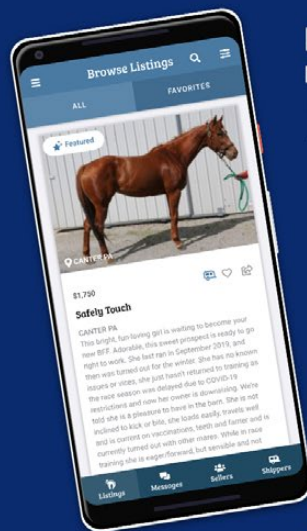 Browse Listings
ALL
FAVORITES
Featured
CANTER PA
$1,750
Safely Touch
CANTER PA
This bright, fun-loving girl is waiting to become your
new BFF. Adorable, this sweet prospect is ready to go
right to work. She last ran in September 2019, and
then was turned out for the winter. She has no known
issues or vices, she just hasn't returned to training as
the race season was delayed due to COVID-19
restrictions and now her owner is downsizing. We're
told she is a pleasure to have in the barn. She is not
inclined to kick or bite, she loads easily, travels well
and is current on vaccinations, teeth and farrier and is
currently turned out with other mares. While in race
training she is eager/forward, but sensible and not
Listings
Messages
Sellers
Shippers